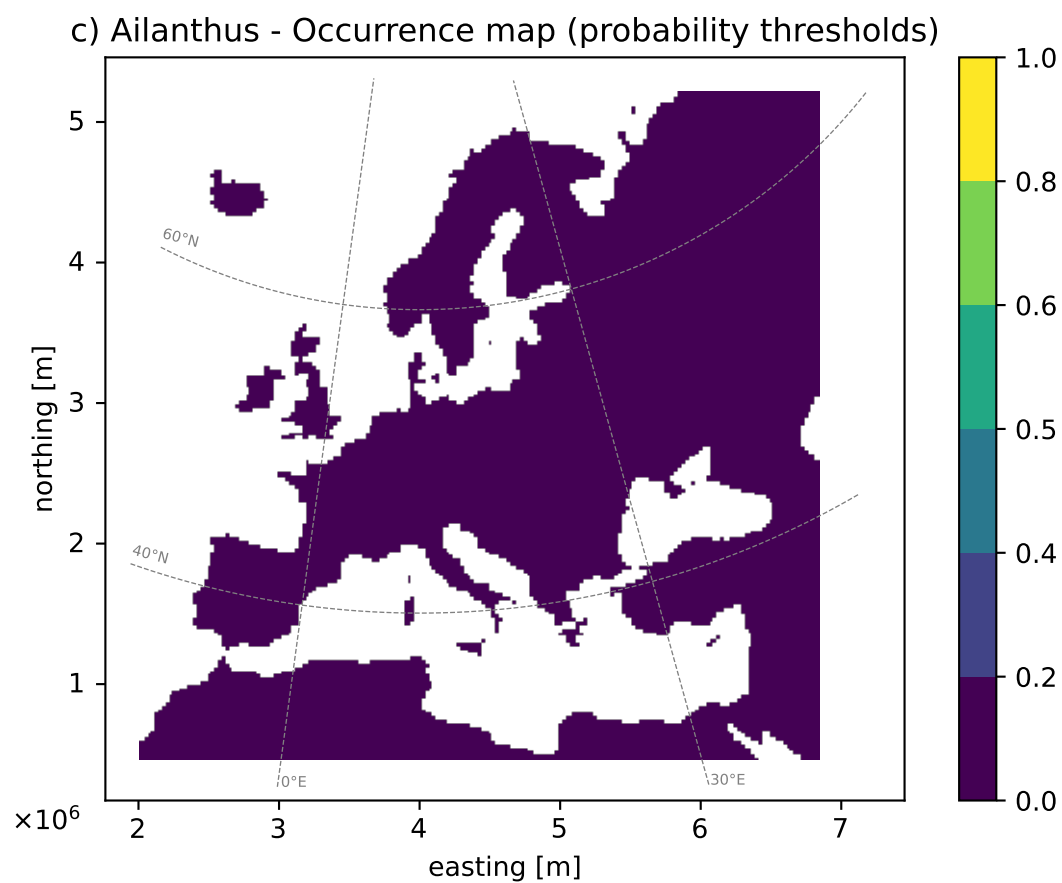 c) Ailanthus - Occurrence map (probability thresholds)
1.0
0.8
0.6
0.5
0.4
0.2
0.0
northing [m]
5
4
3
2
1
60°N
40°N
0°E
30°E
×10⁶
2 3 4 5 6 7
easting [m]